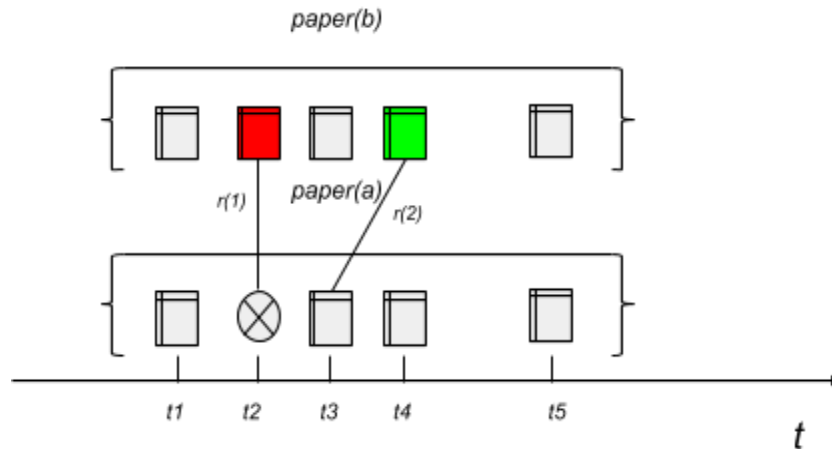 paper(b)
paper(a)
r(1)
r(2)
t1 t2 t3 t4 t5
t